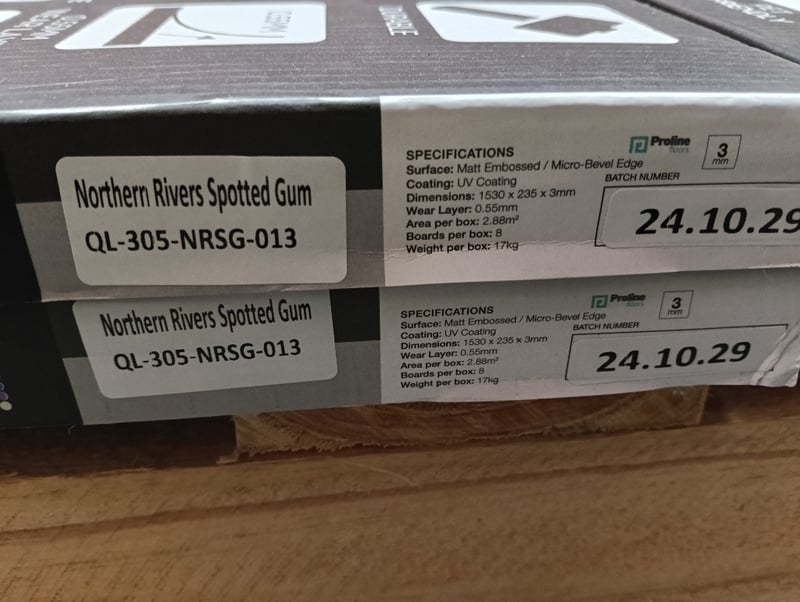 DURABLE
Northern Rivers Spotted Gum
QL-305-NRSG-013
SPECIFICATIONS
Surface: Matt Embossed / Micro-Bevel Edge
Coating: UV Coating
Dimensions: 1530 x 235 x 3mm
Wear Layer: 0.55mm
Area per box: 2.88m²
Boards per box: 8
Weight per box: 17kg
Proline
floors
3
mm
BATCH NUMBER
24.10.29
Northern Rivers Spotted Gum
QL-305-NRSG-013
SPECIFICATIONS
Surface: Matt Embossed / Micro-Bevel Edge
Coating: UV Coating
Dimensions: 1530 x 235 x 3mm
Wear Layer: 0.55mm
Area per box: 2.88m²
Boards per box: 8
Weight per box: 17kg
Proline
floors
3
mm
BATCH NUMBER
24.10.29